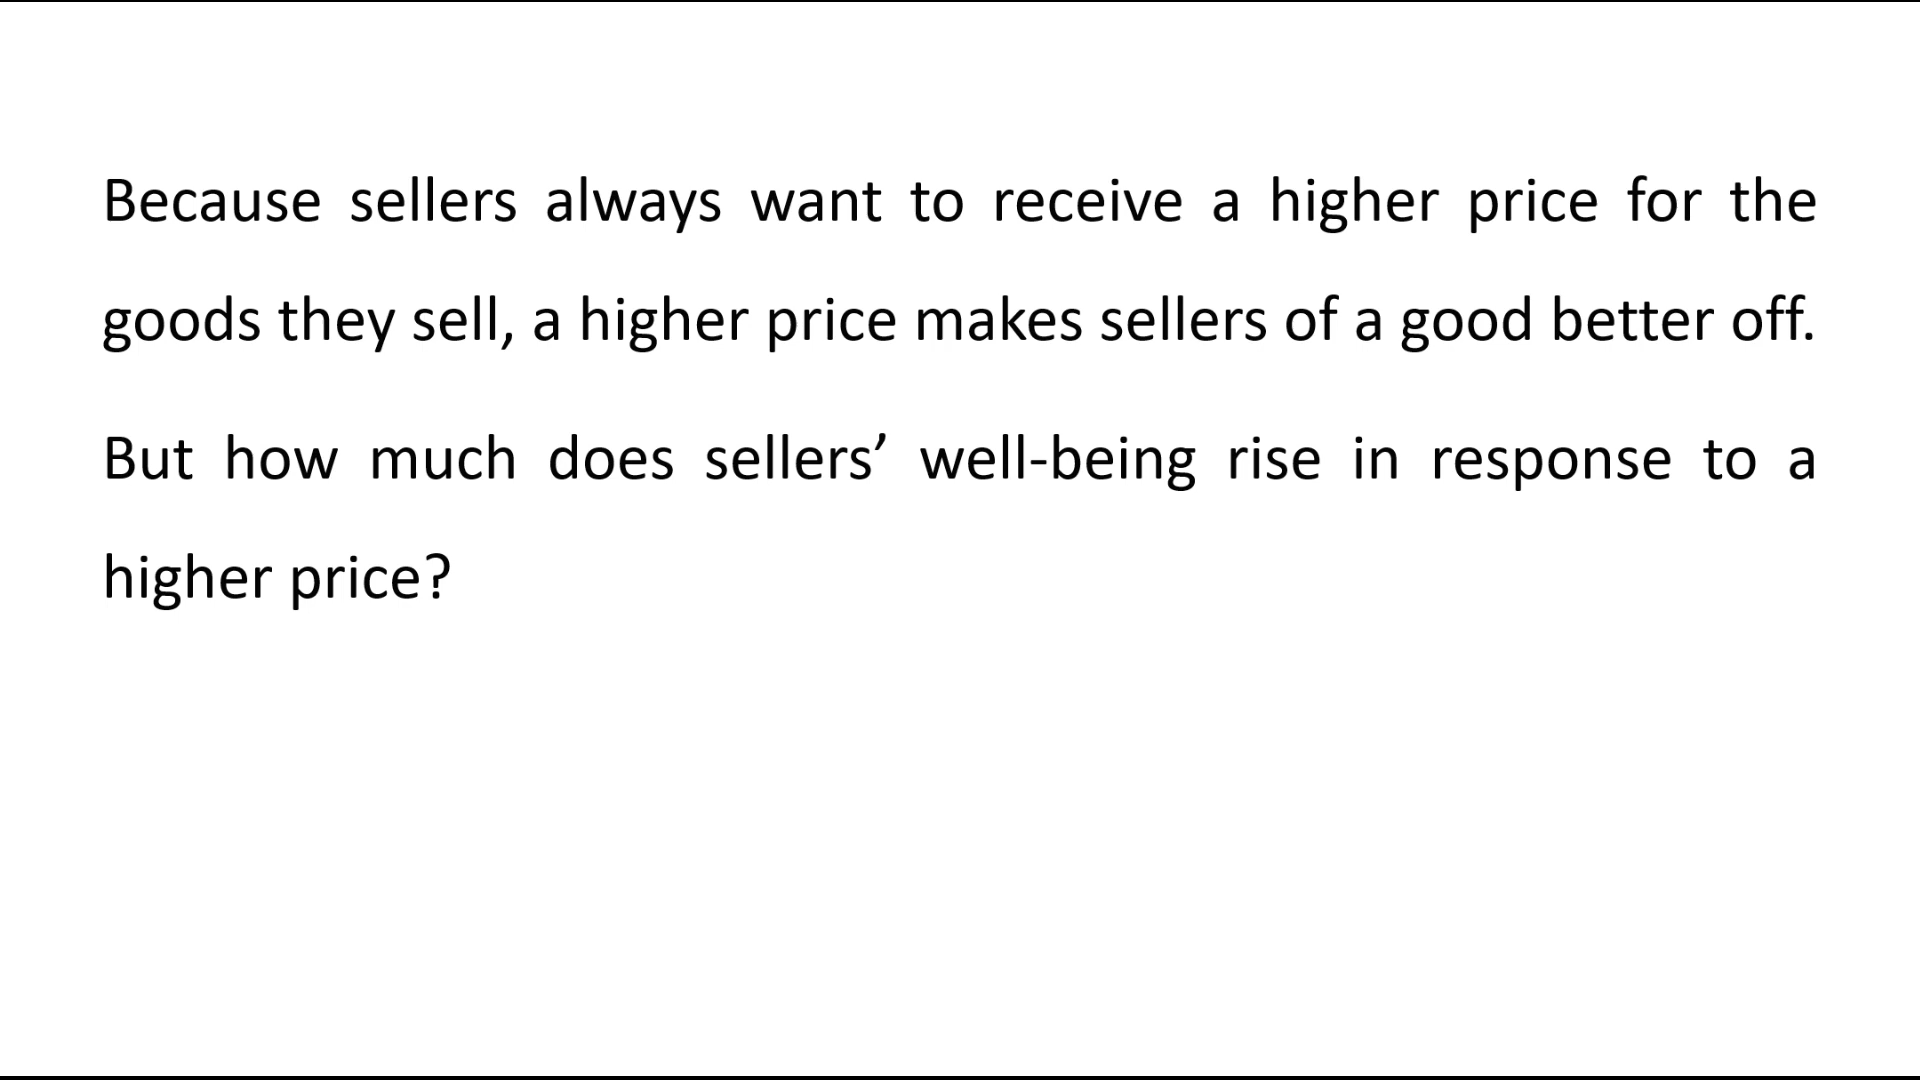 Because sellers always want to receive a higher price for the
goods they sell, a higher price makes sellers of a good better off.
But how much does sellers’ well-being rise in response to a
higher price?